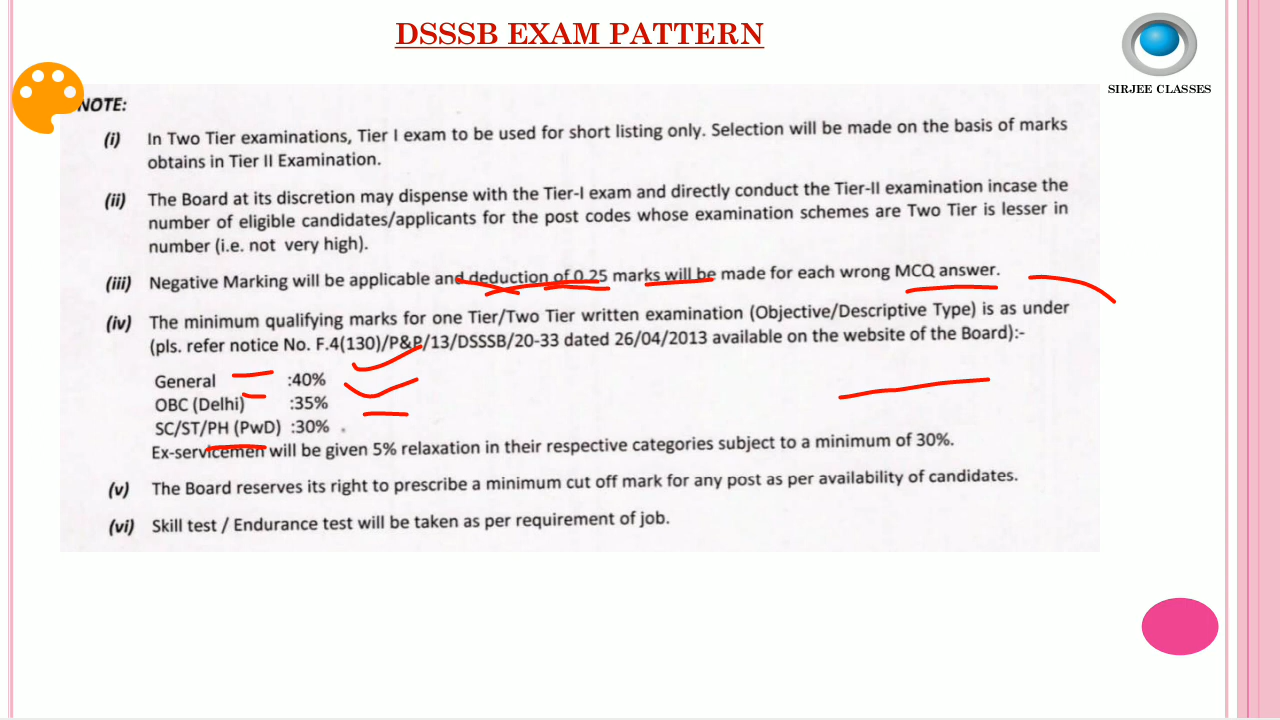 DSSSB EXAM PATTERN
SIRJEE CLASSES
NOTE:
(i) In Two Tier examinations, Tier I exam to be used for short listing only. Selection will be made on the basis of marks
obtains in Tier II Examination.
(ii) The Board at its discretion may dispense with the Tier-I exam and directly conduct the Tier-II examination incase the
number of eligible candidates/applicants for the post codes whose examination schemes are Two Tier is lesser in
number (i.e. not very high).
(iii) Negative Marking will be applicable and deduction of 0.25 marks will be made for each wrong MCQ answer.
(iv) The minimum qualifying marks for one Tier/Two Tier written examination (Objective/Descriptive Type) is as under
(pls. refer notice No. F.4(130)/P&P/13/DSSSB/20-33 dated 26/04/2013 available on the website of the Board):-
General :40%
OBC (Delhi) :35%
SC/ST/PH (PwD) :30%
Ex-servicemen will be given 5% relaxation in their respective categories subject to a minimum of 30%.
(v) The Board reserves its right to prescribe a minimum cut off mark for any post as per availability of candidates.
(vi) Skill test / Endurance test will be taken as per requirement of job.